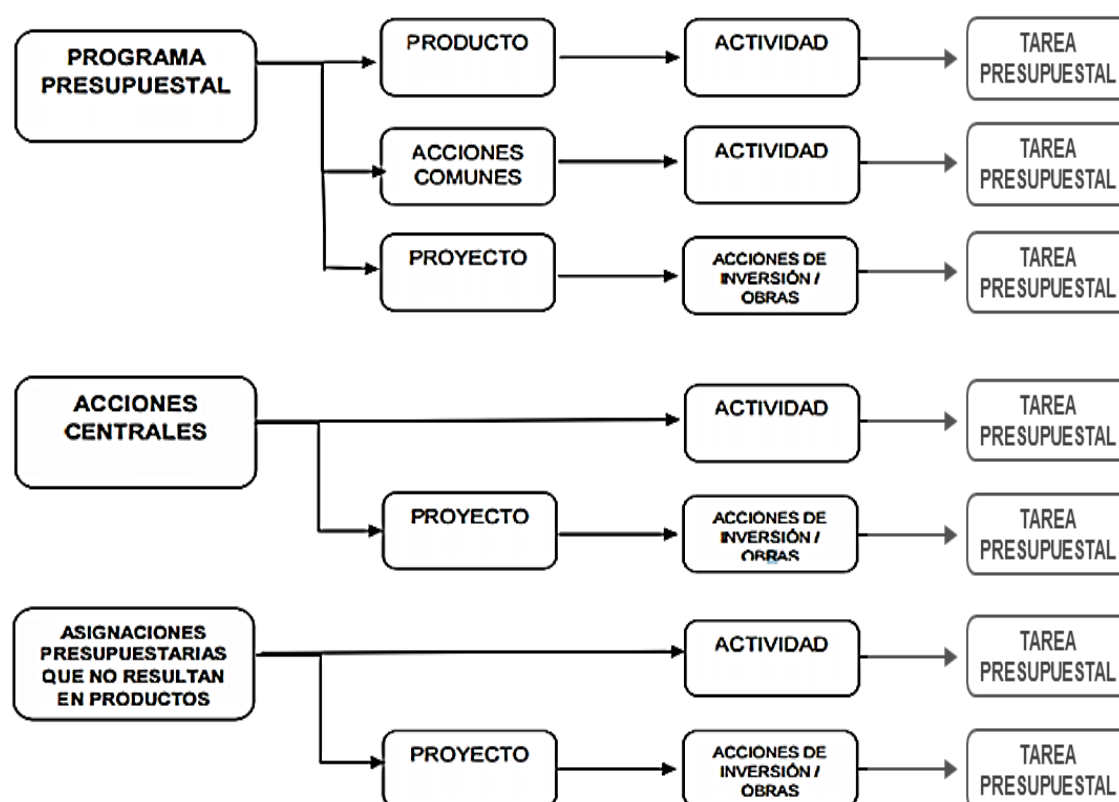 PROGRAMA
PRESUPUESTAL
PRODUCTO
ACTIVIDAD
TAREA
PRESUPUESTAL
ACCIONES
COMUNES
ACTIVIDAD
TAREA
PRESUPUESTAL
PROYECTO
ACCIONES DE
INVERSIÓN /
OBRAS
TAREA
PRESUPUESTAL
ACCIONES
CENTRALES
ACTIVIDAD
TAREA
PRESUPUESTAL
PROYECTO
ACCIONES DE
INVERSIÓN /
OBRAS
TAREA
PRESUPUESTAL
ASIGNACIONES
PRESUPUESTARIAS
QUE NO RESULTAN
EN PRODUCTOS
ACTIVIDAD
TAREA
PRESUPUESTAL
PROYECTO
ACCIONES DE
INVERSIÓN /
OBRAS
TAREA
PRESUPUESTAL